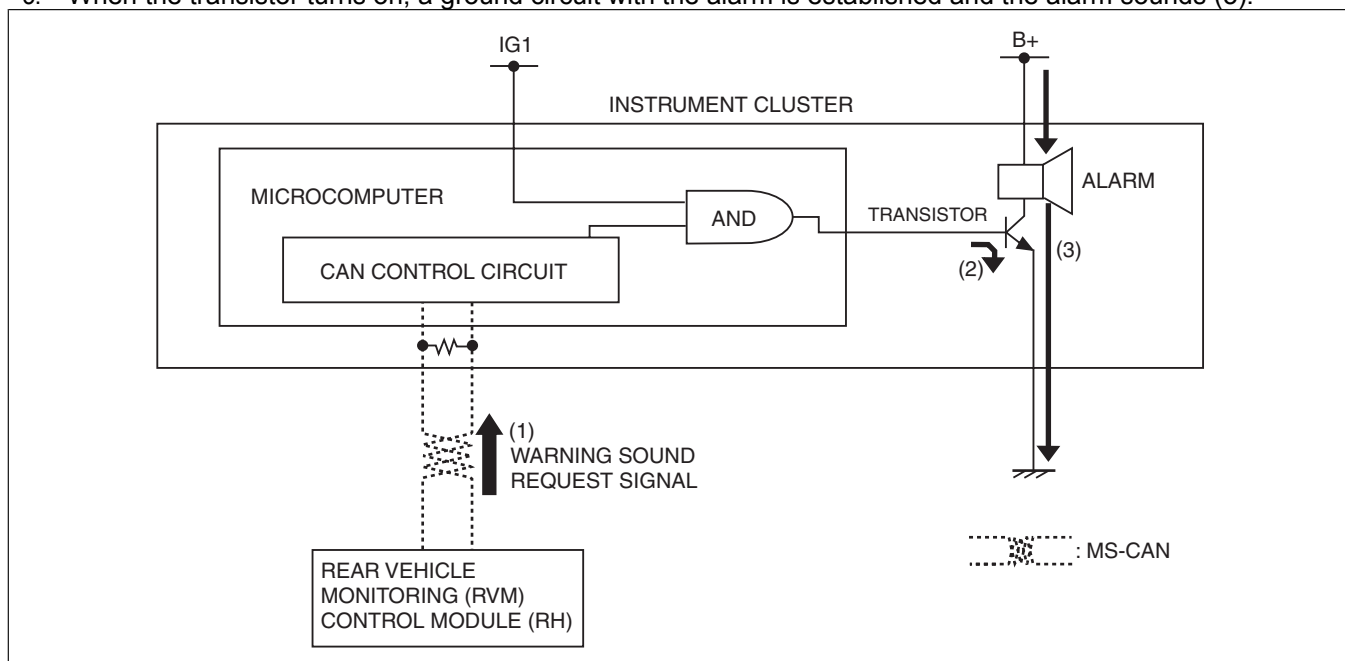 3. When the transistor turns on, a ground circuit with the alarm is established and the alarm sounds (3).
IG1
B+
INSTRUMENT CLUSTER
MICROCOMPUTER
ALARM
AND
TRANSISTOR
CAN CONTROL CIRCUIT
(2)
(3)
(1)
WARNING SOUND
REQUEST SIGNAL
: MS-CAN
REAR VEHICLE
MONITORING (RVM)
CONTROL MODULE (RH)